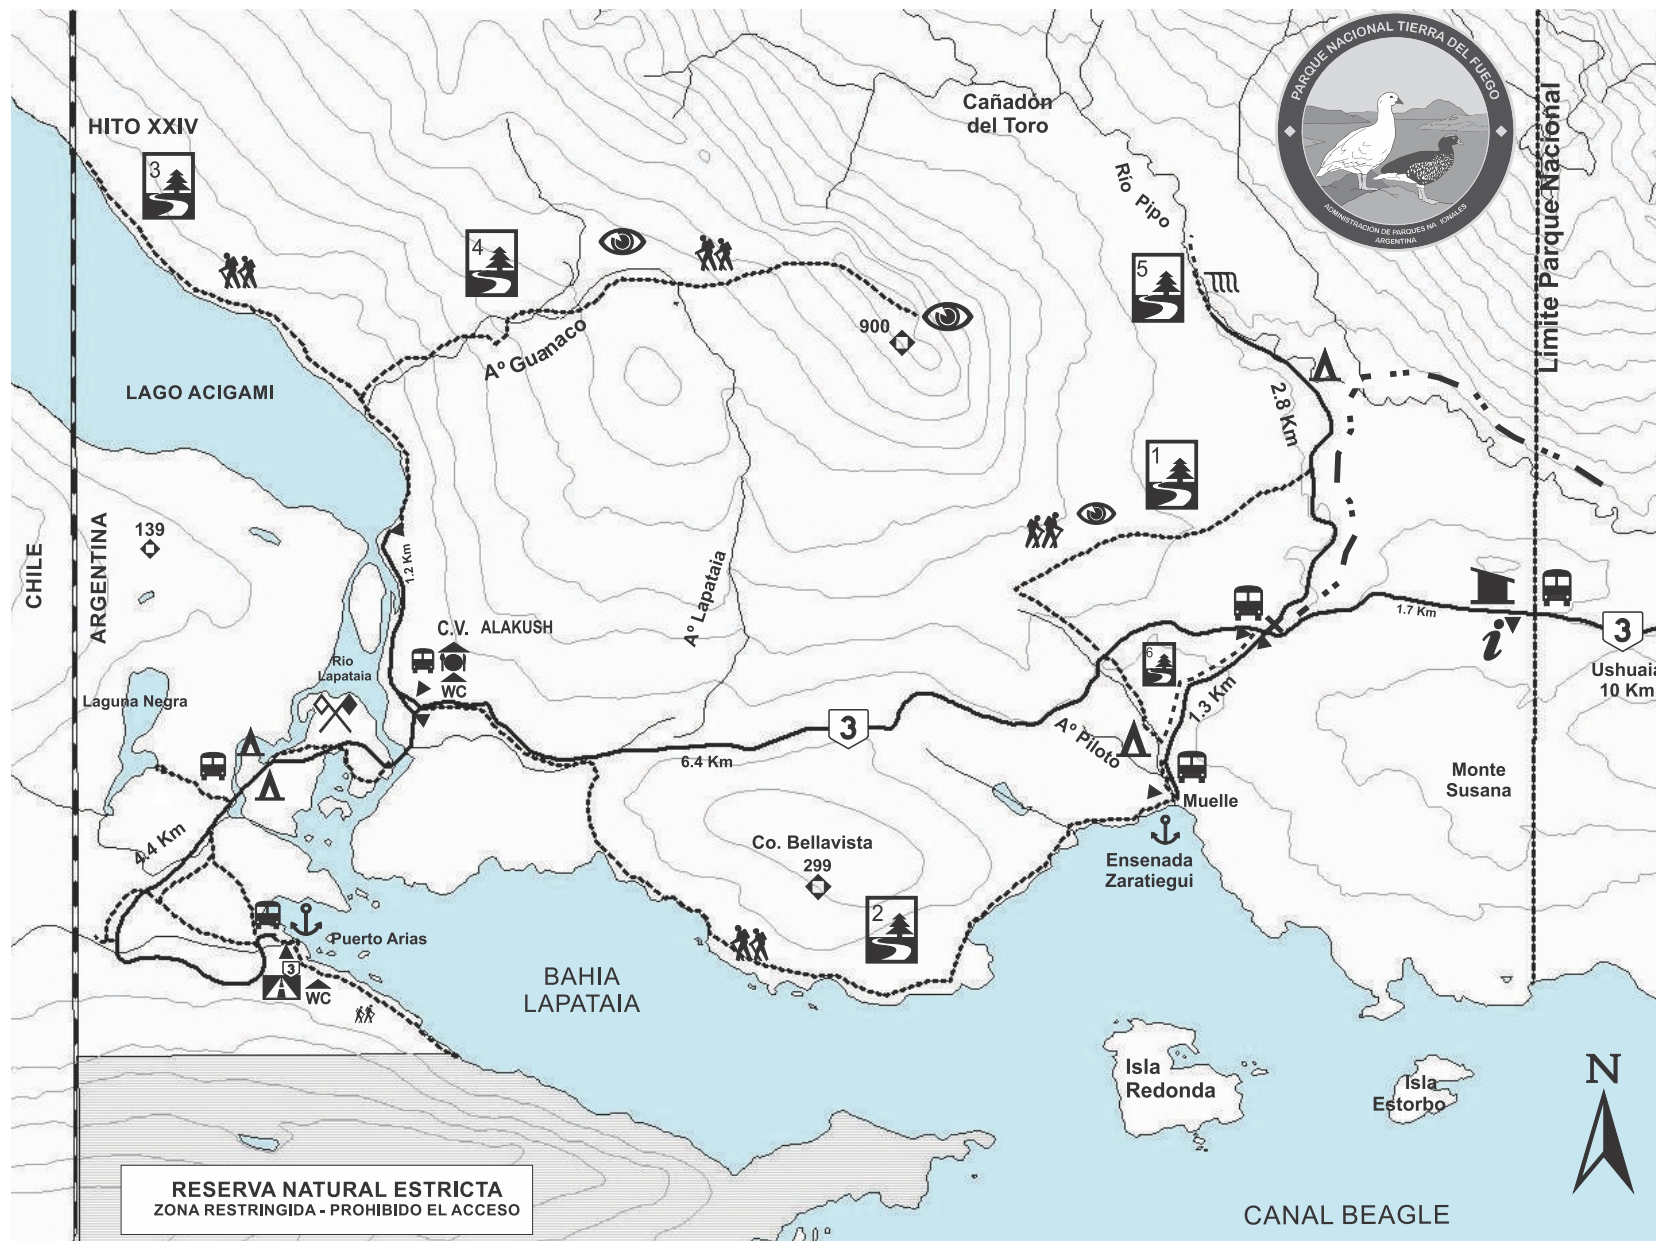 PARQUE NACIONAL TIERRA DEL FUEGO
ADMINISTRACIÓN DE PARQUES NA IONALES
ARGENTINA
Limite Parque Nacional
Cañadón
del Toro
Río Pipo
HITO XXIV
3
4
5
900
Aº Guanaco
LAGO ACIGAMI
2.8 Km
1
139
CHILE
ARGENTINA
1.2 Km
Aº Lapataia
C.V. ALAKUSH
WC
Rio
Lapataia
Laguna Negra
1.7 Km
3
Ushuaia
10 Km
6
1.3 Km
3
6.4 Km
Aº Piloto
Muelle
Monte
Susana
4.4 Km
Co. Bellavista
299
Ensenada
Zaratiegui
2
Puerto Arias
3
WC
BAHIA
LAPATAIA
Isla
Redonda
Isla
Estorbo
N
RESERVA NATURAL ESTRICTA
ZONA RESTRINGIDA - PROHIBIDO EL ACCESO
CANAL BEAGLE